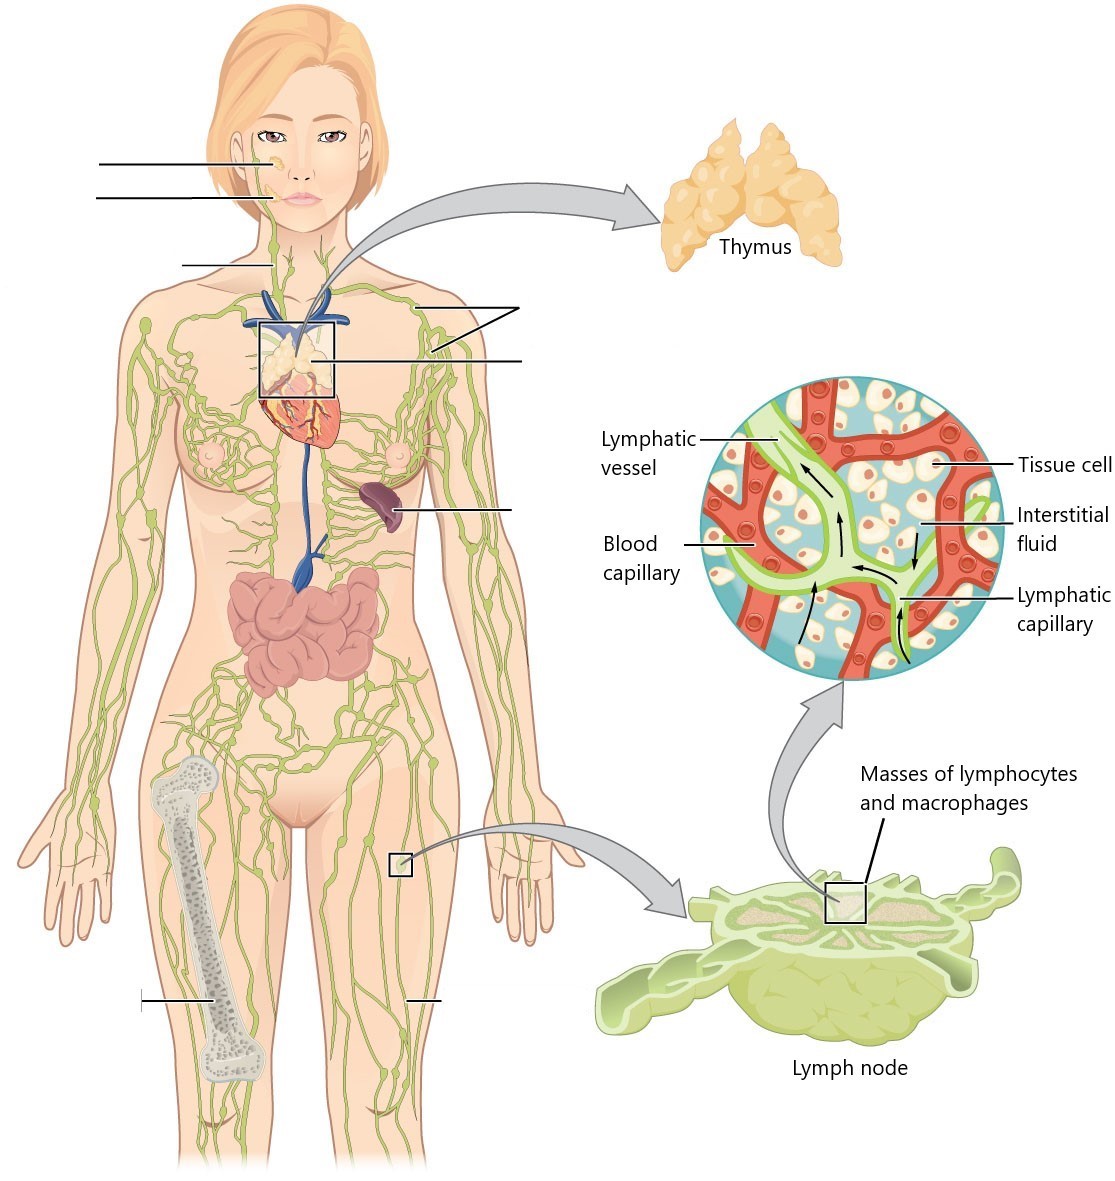 Thymus
Lymphatic
vessel
Tissue cell
Interstitial
fluid
Blood
capillary
Lymphatic
capillary
Masses of lymphocytes
and macrophages
Lymph node